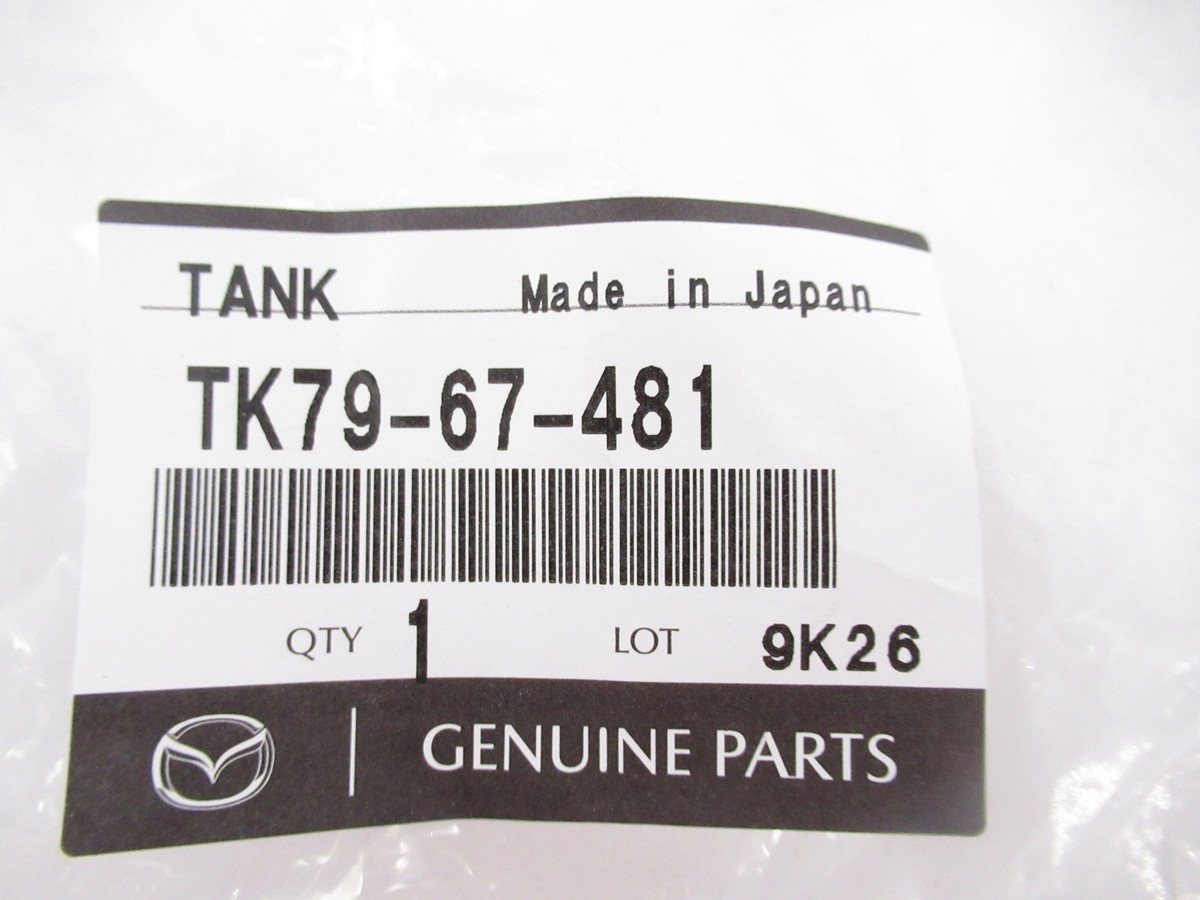 TANK Made in Japan
TK79-67-481
QTY 1 LOT 9K26
GENUINE PARTS